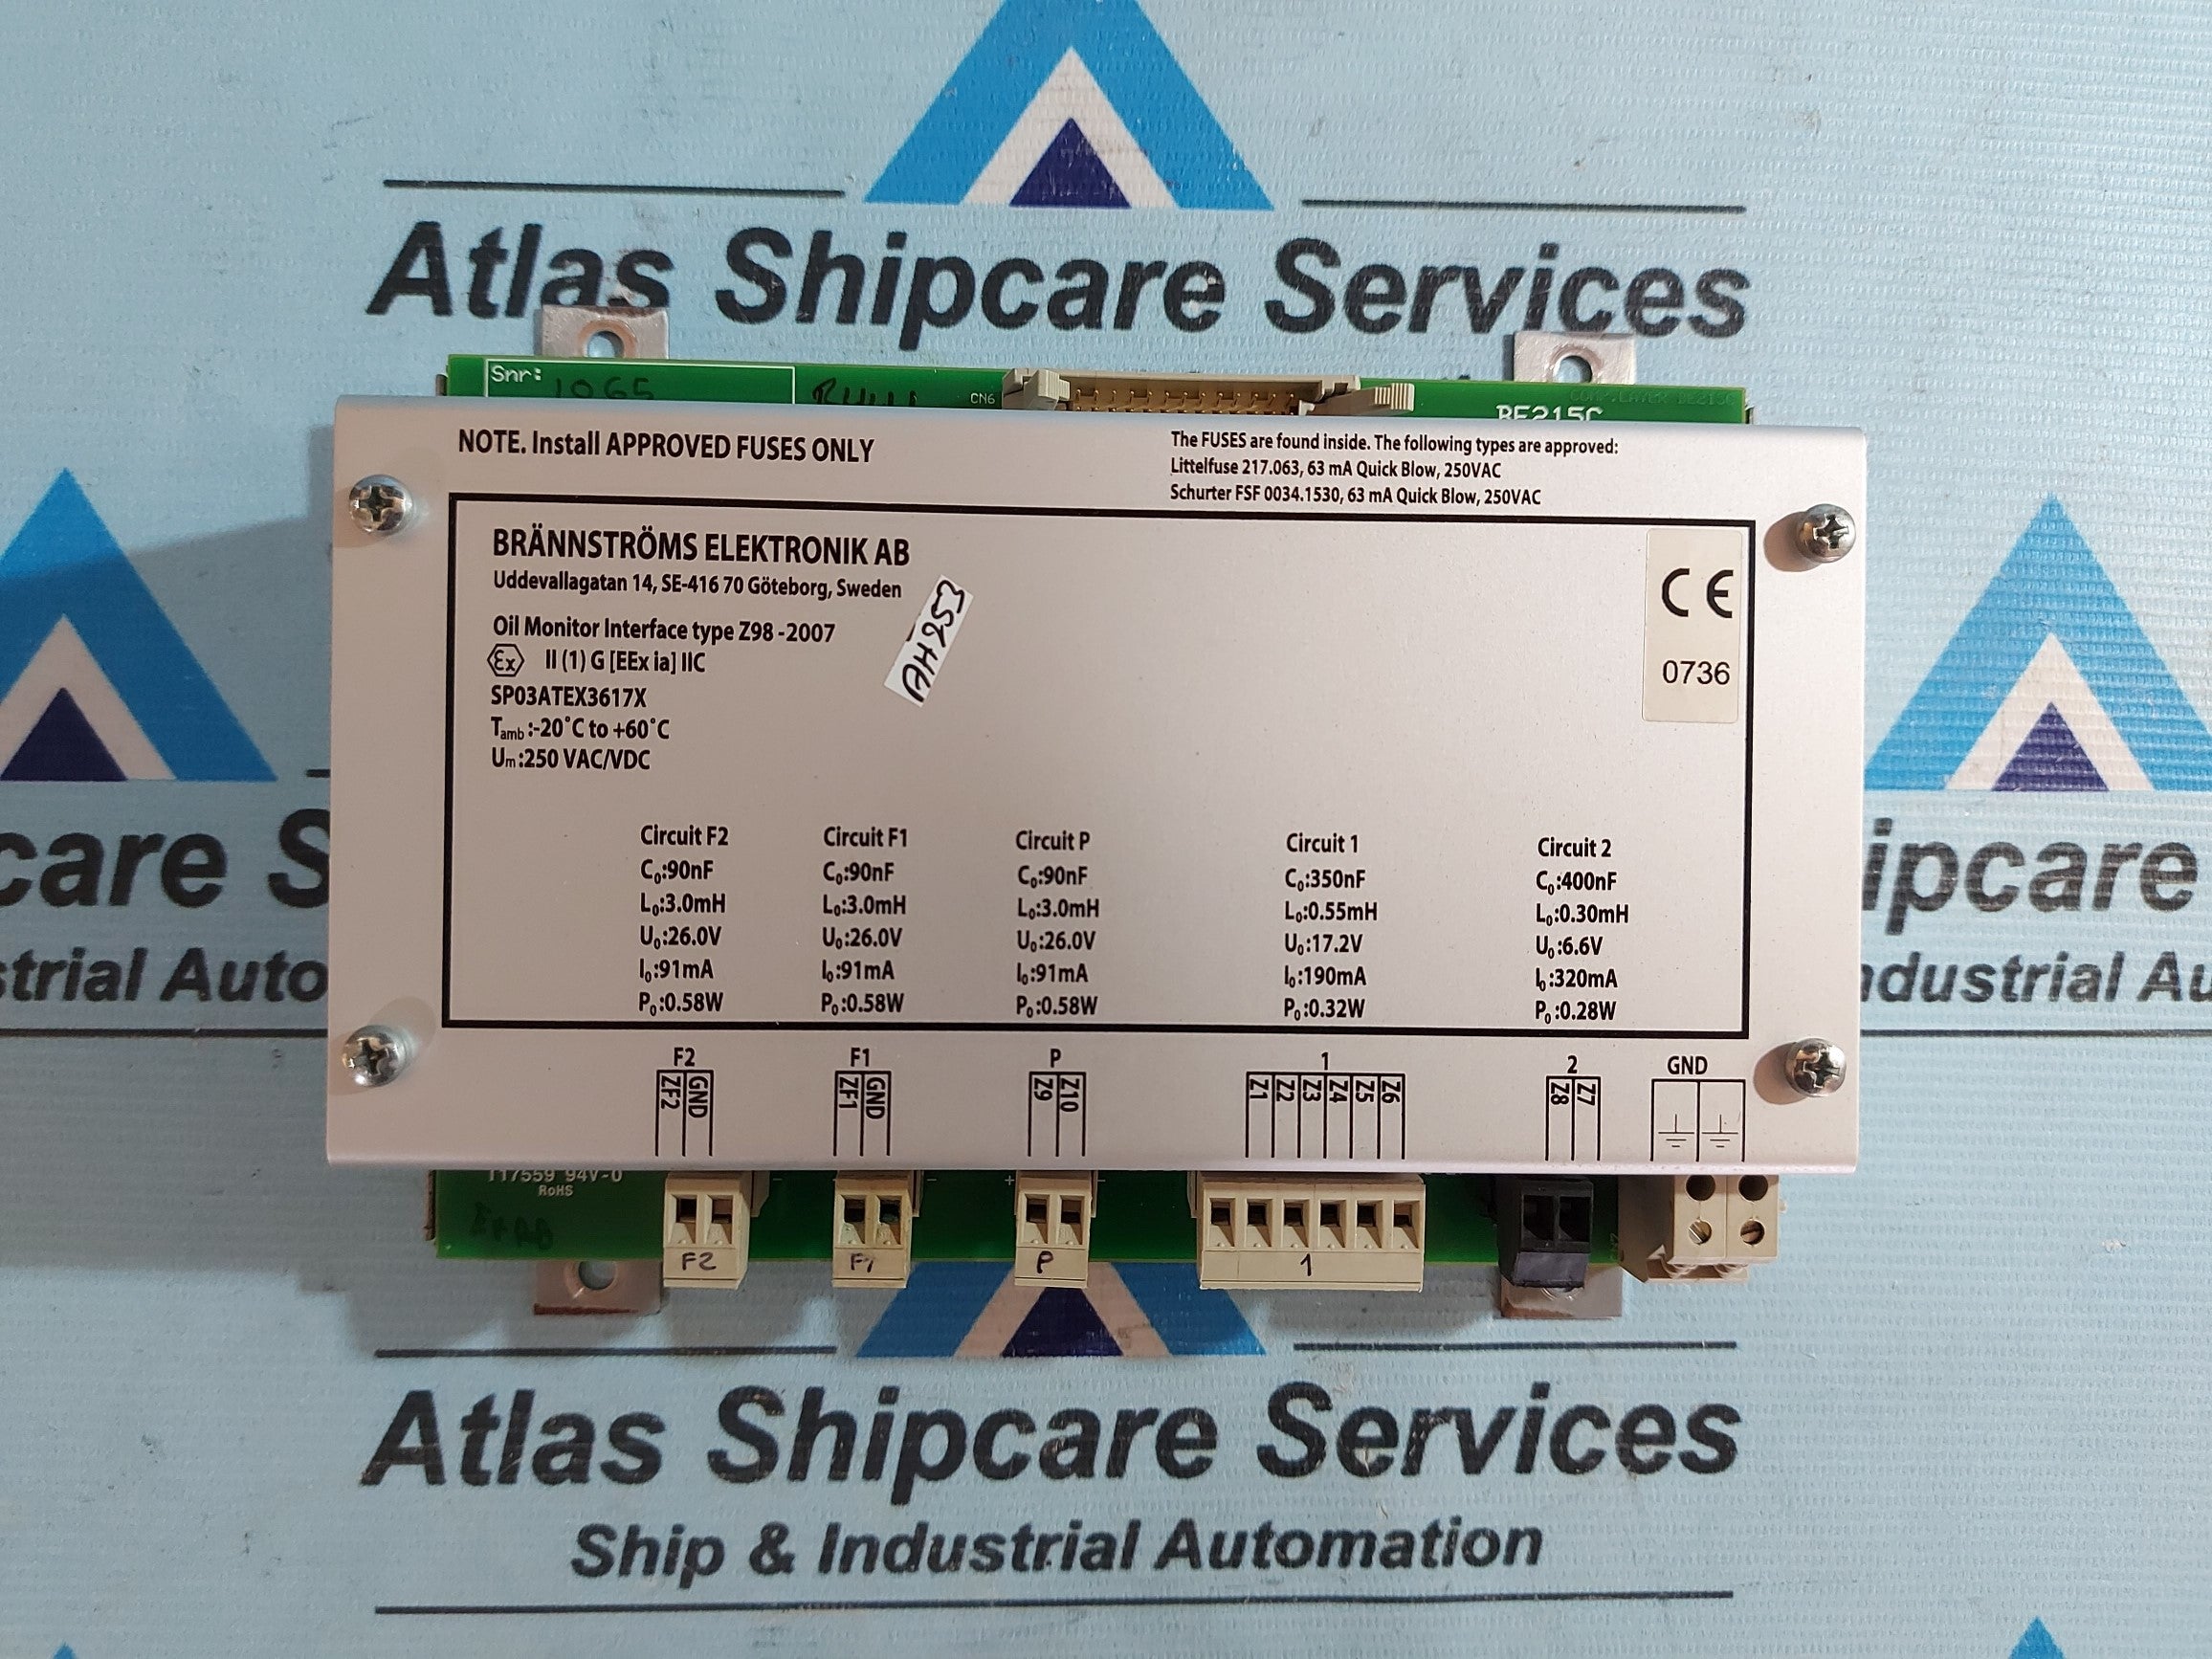 Atlas Shipcare Services
Snr: 1065
CN6
BE215C
NOTE. Install APPROVED FUSES ONLY
The FUSES are found inside. The following types are approved:
Littelfuse 217.063, 63 mA Quick Blow, 250VAC
Schurter FSF 0034.1530, 63 mA Quick Blow, 250VAC
BRÄNNSTRÖMS ELEKTRONIK AB
Uddevallagatan 14, SE-416 70 Göteborg, Sweden
Oil Monitor Interface type Z98 -2007
Ex II (1) G [EEx ia] IIC
SP03ATEX3617X
Tamb :-20°C to +60°C
Um :250 VAC/VDC
CE
0736
Circuit F2
C0:90nF
L0:3.0mH
U0:26.0V
I0:91mA
P0:0.58W
Circuit F1
C0:90nF
L0:3.0mH
U0:26.0V
I0:91mA
P0:0.58W
Circuit P
C0:90nF
L0:3.0mH
U0:26.0V
I0:91mA
P0:0.58W
Circuit 1
C0:350nF
L0:0.55mH
U0:17.2V
I0:190mA
P0:0.32W
Circuit 2
C0:400nF
L0:0.30mH
U0:6.6V
I0:320mA
P0:0.28W
F2
ZF2 GND
F1
ZF1 GND
P
Z9 Z10
1
Z1 Z2 Z3 Z4 Z5 Z6
2
Z8 Z7
GND
T17559 94V-0
RoHS
F2
F1
P
1
care S
strial Auto
ipcare
ndustrial Au
Atlas Shipcare Services
Ship & Industrial Automation